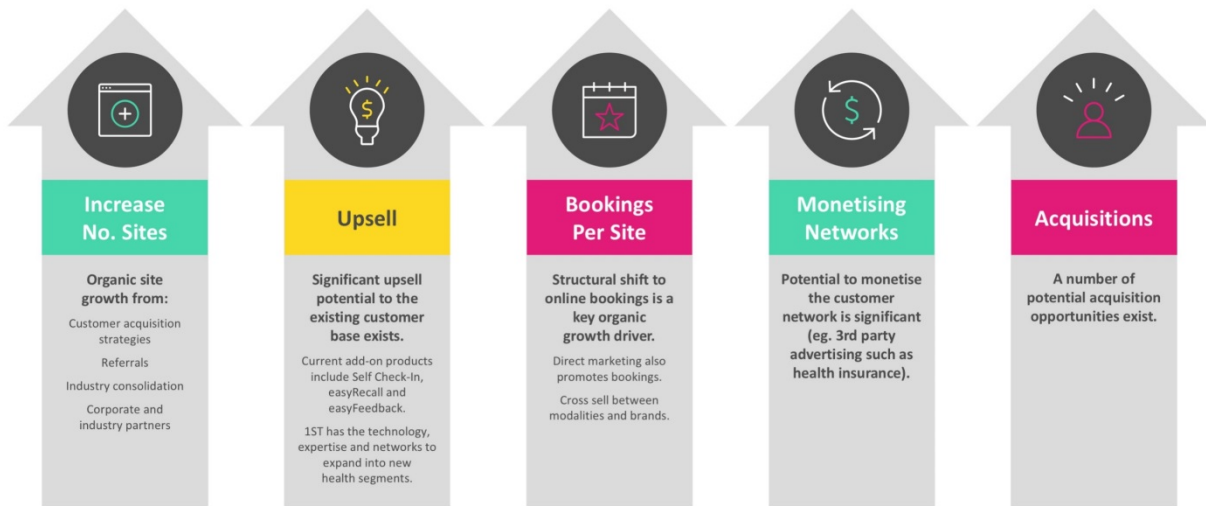 Increase
No. Sites
Organic site
growth from:
Customer acquisition
strategies
Referrals
Industry consolidation
Corporate and
industry partners
$
Upsell
Significant upsell
potential to the
existing customer
base exists.
Current add-on products
include Self Check-In,
easyRecall and
easyFeedback.
1ST has the technology,
expertise and networks to
expand into new
health segments.
Bookings
Per Site
Structural shift to
online bookings is a
key organic
growth driver.
Direct marketing also
promotes bookings.
Cross sell between
modalities and brands.
$
Monetising
Networks
Potential to monetise
the customer
network is significant
(eg. 3rd party
advertising such as
health insurance).
Acquisitions
A number of
potential acquisition
opportunities exist.